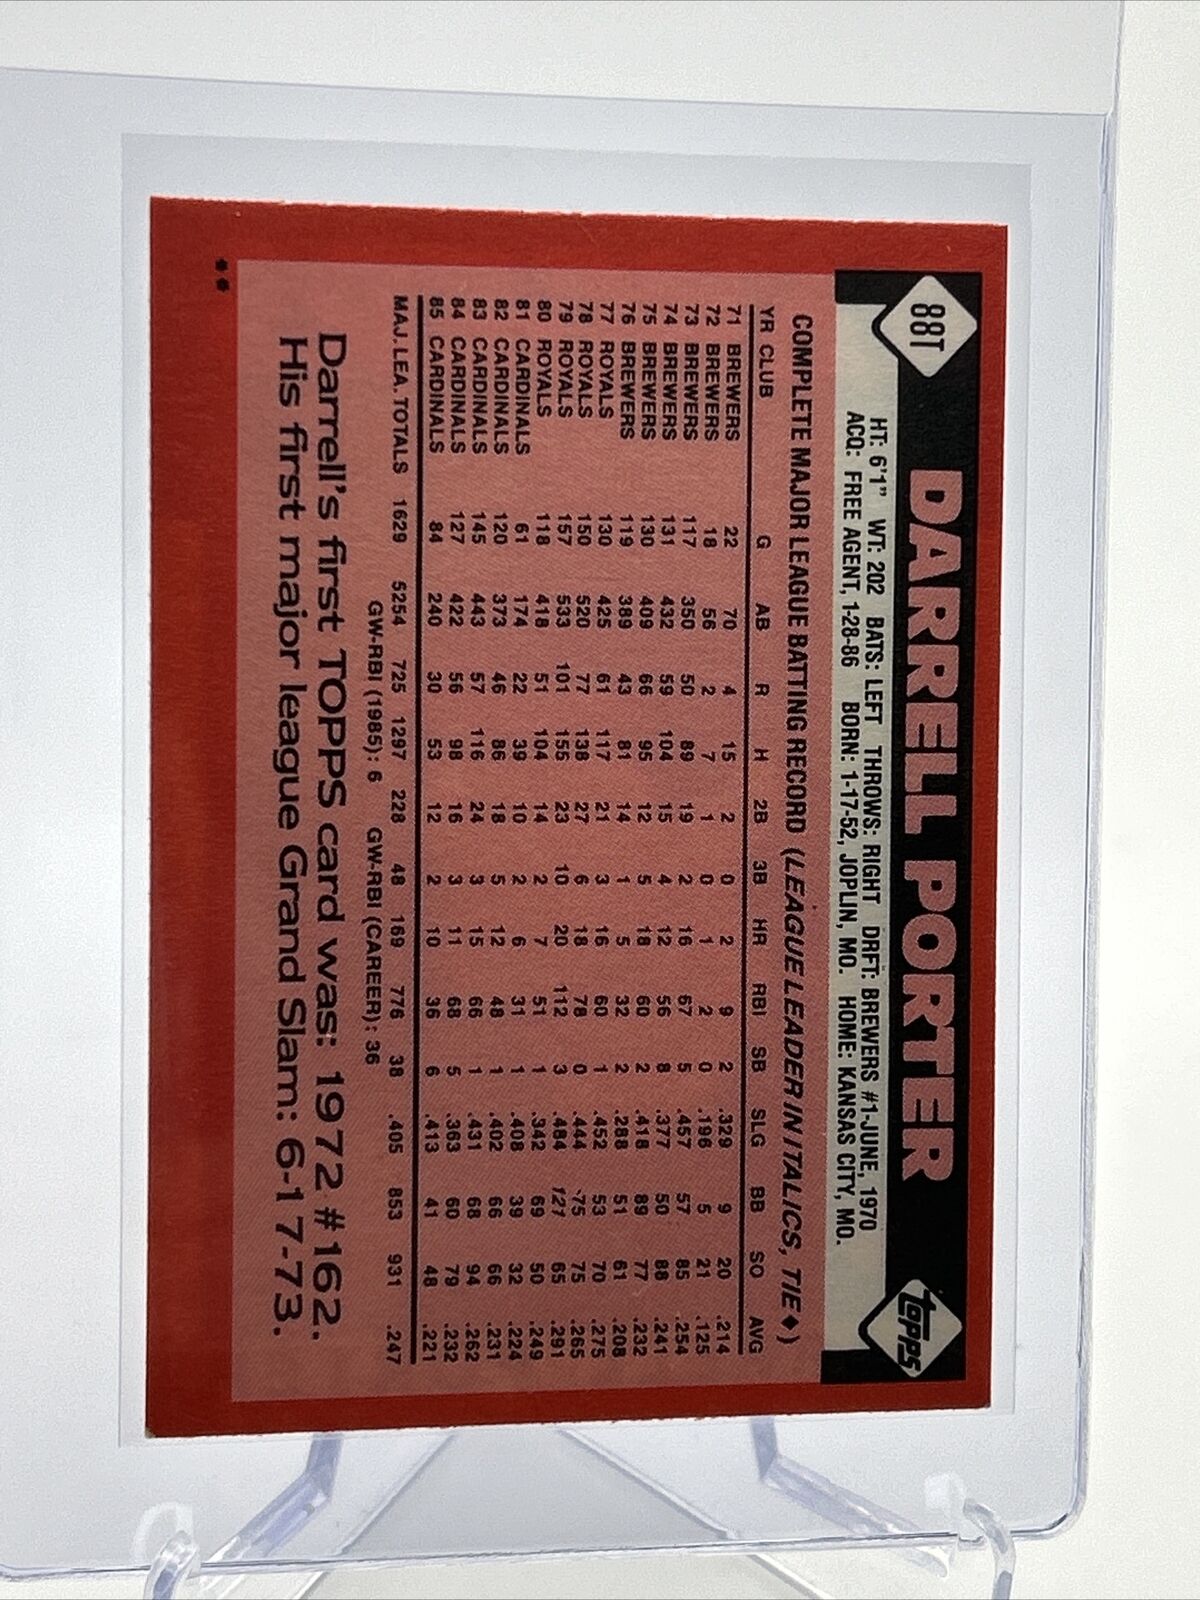 88T
DARRELL PORTER
topps
HT: 6'1" WT: 202 BATS: LEFT THROWS: RIGHT DRFT: BREWERS #1-JUNE, 1970
ACQ: FREE AGENT, 1-28-86 BORN: 1-17-52, JOPLIN, MO. HOME: KANSAS CITY, MO.
COMPLETE MAJOR LEAGUE BATTING RECORD (LEAGUE LEADER IN ITALICS, TIE ♦)
YR CLUB G AB R H 2B 3B HR RBI SB SLG BB SO AVG
71 BREWERS 22 70 4 15 2 0 2 9 2 .329 9 20 .214
72 BREWERS 18 56 2 7 1 0 1 2 0 .196 5 21 .125
73 BREWERS 117 350 50 89 19 2 16 67 5 .457 57 85 .254
74 BREWERS 131 432 59 104 15 4 12 56 8 .377 50 88 .241
75 BREWERS 130 409 66 95 12 5 18 60 2 .418 89 77 .232
76 BREWERS 119 389 43 81 14 1 5 32 2 .288 51 61 .208
77 ROYALS 130 425 61 117 21 3 16 60 1 .452 53 70 .275
78 ROYALS 150 520 77 138 27 6 18 78 0 .444 75 75 .265
79 ROYALS 157 533 101 155 23 10 20 112 3 .484 121 65 .291
80 ROYALS 118 418 51 104 14 2 7 51 1 .342 69 50 .249
81 CARDINALS 61 174 22 39 10 2 6 31 1 .408 39 32 .224
82 CARDINALS 120 373 46 86 18 5 12 48 1 .402 66 66 .231
83 CARDINALS 145 443 57 116 24 3 15 66 1 .431 68 94 .262
84 CARDINALS 127 422 56 98 16 3 11 68 5 .363 60 79 .232
85 CARDINALS 84 240 30 53 12 2 10 36 6 .413 41 48 .221
MAJ. LEA. TOTALS 1629 5254 725 1297 228 48 169 776 38 .405 853 931 .247
GW-RBI (1985): 6 GW-RBI (CAREER): 36
Darrell's first TOPPS card was: 1972 #162.
His first major league Grand Slam: 6-17-73.
**